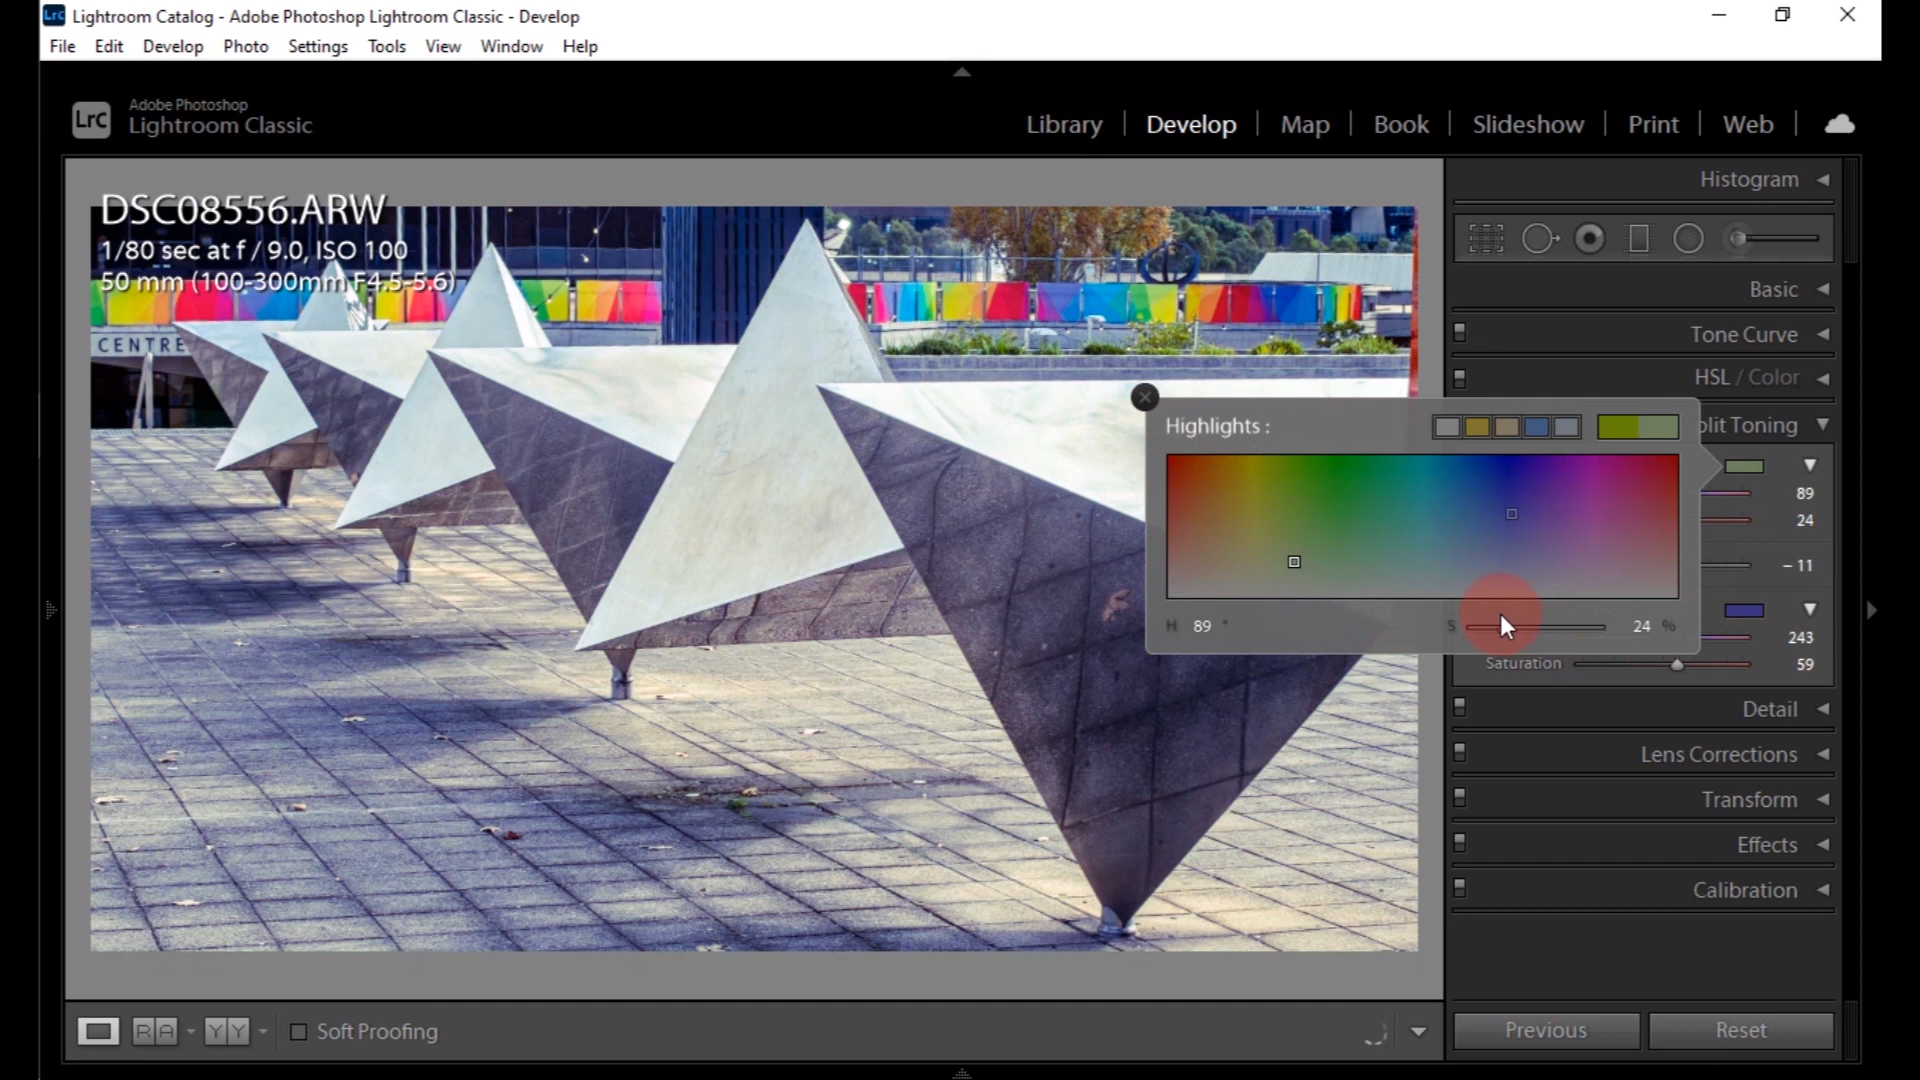 Lrc Lightroom Catalog - Adobe Photoshop Lightroom Classic - Develop
File Edit Develop Photo Settings Tools View Window Help
LrC Adobe Photoshop
Lightroom Classic
Library Develop Map Book Slideshow Print Web
DSC08556.ARW
1/80 sec at f / 9.0, ISO 100
50 mm (100-300mm F4.5-5.6)
CENTRE
Histogram
Basic
Tone Curve
HSL / Color
Highlights :
plit Toning
89
24
– 11
H 89 ° S 24 %
243
Saturation 59
Detail
Lens Corrections
Transform
Effects
Calibration
R A Y Y Soft Proofing
Previous Reset